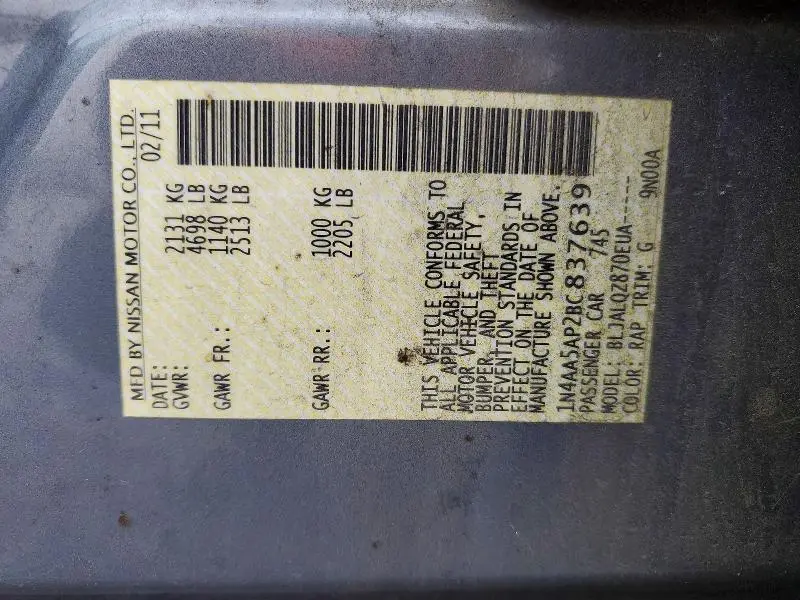 MFD BY NISSAN MOTOR CO., LTD.
DATE: 02/11
GVWR: 2131 KG
4698 LB
GAWR FR.: 1140 KG
2513 LB
GAWR RR.: 1000 KG
2205 LB
THIS VEHICLE CONFORMS TO
ALL APPLICABLE FEDERAL
MOTOR VEHICLE SAFETY,
BUMPER, AND THEFT
PREVENTION STANDARDS IN
EFFECT ON THE DATE OF
MANUFACTURE SHOWN ABOVE.
1N4AA5AP2BC837639
PASSENGER CAR 745
MODEL: BLJALQZ870EUA------
COLOR: RAP TRIM: G 9N00A